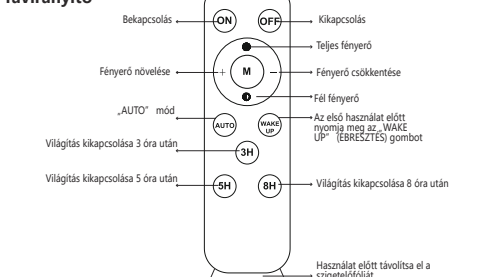 Távirányító
Bekapcsolás
ON
OFF
Kikapcsolás
Teljes fényerő
Fényerő növelése
+
M
–
Fényerő csökkentése
Fél fényerő
„AUTO” mód
AUTO
WAKE
UP
Az első használat előtt
nyomja meg az „WAKE
UP” (ÉBRESZTÉS) gombot
Világítás kikapcsolása 3 óra után
3H
Világítás kikapcsolása 5 óra után
5H
8H
Világítás kikapcsolása 8 óra után
Használat előtt távolítsa el a
szigetelőfóliát